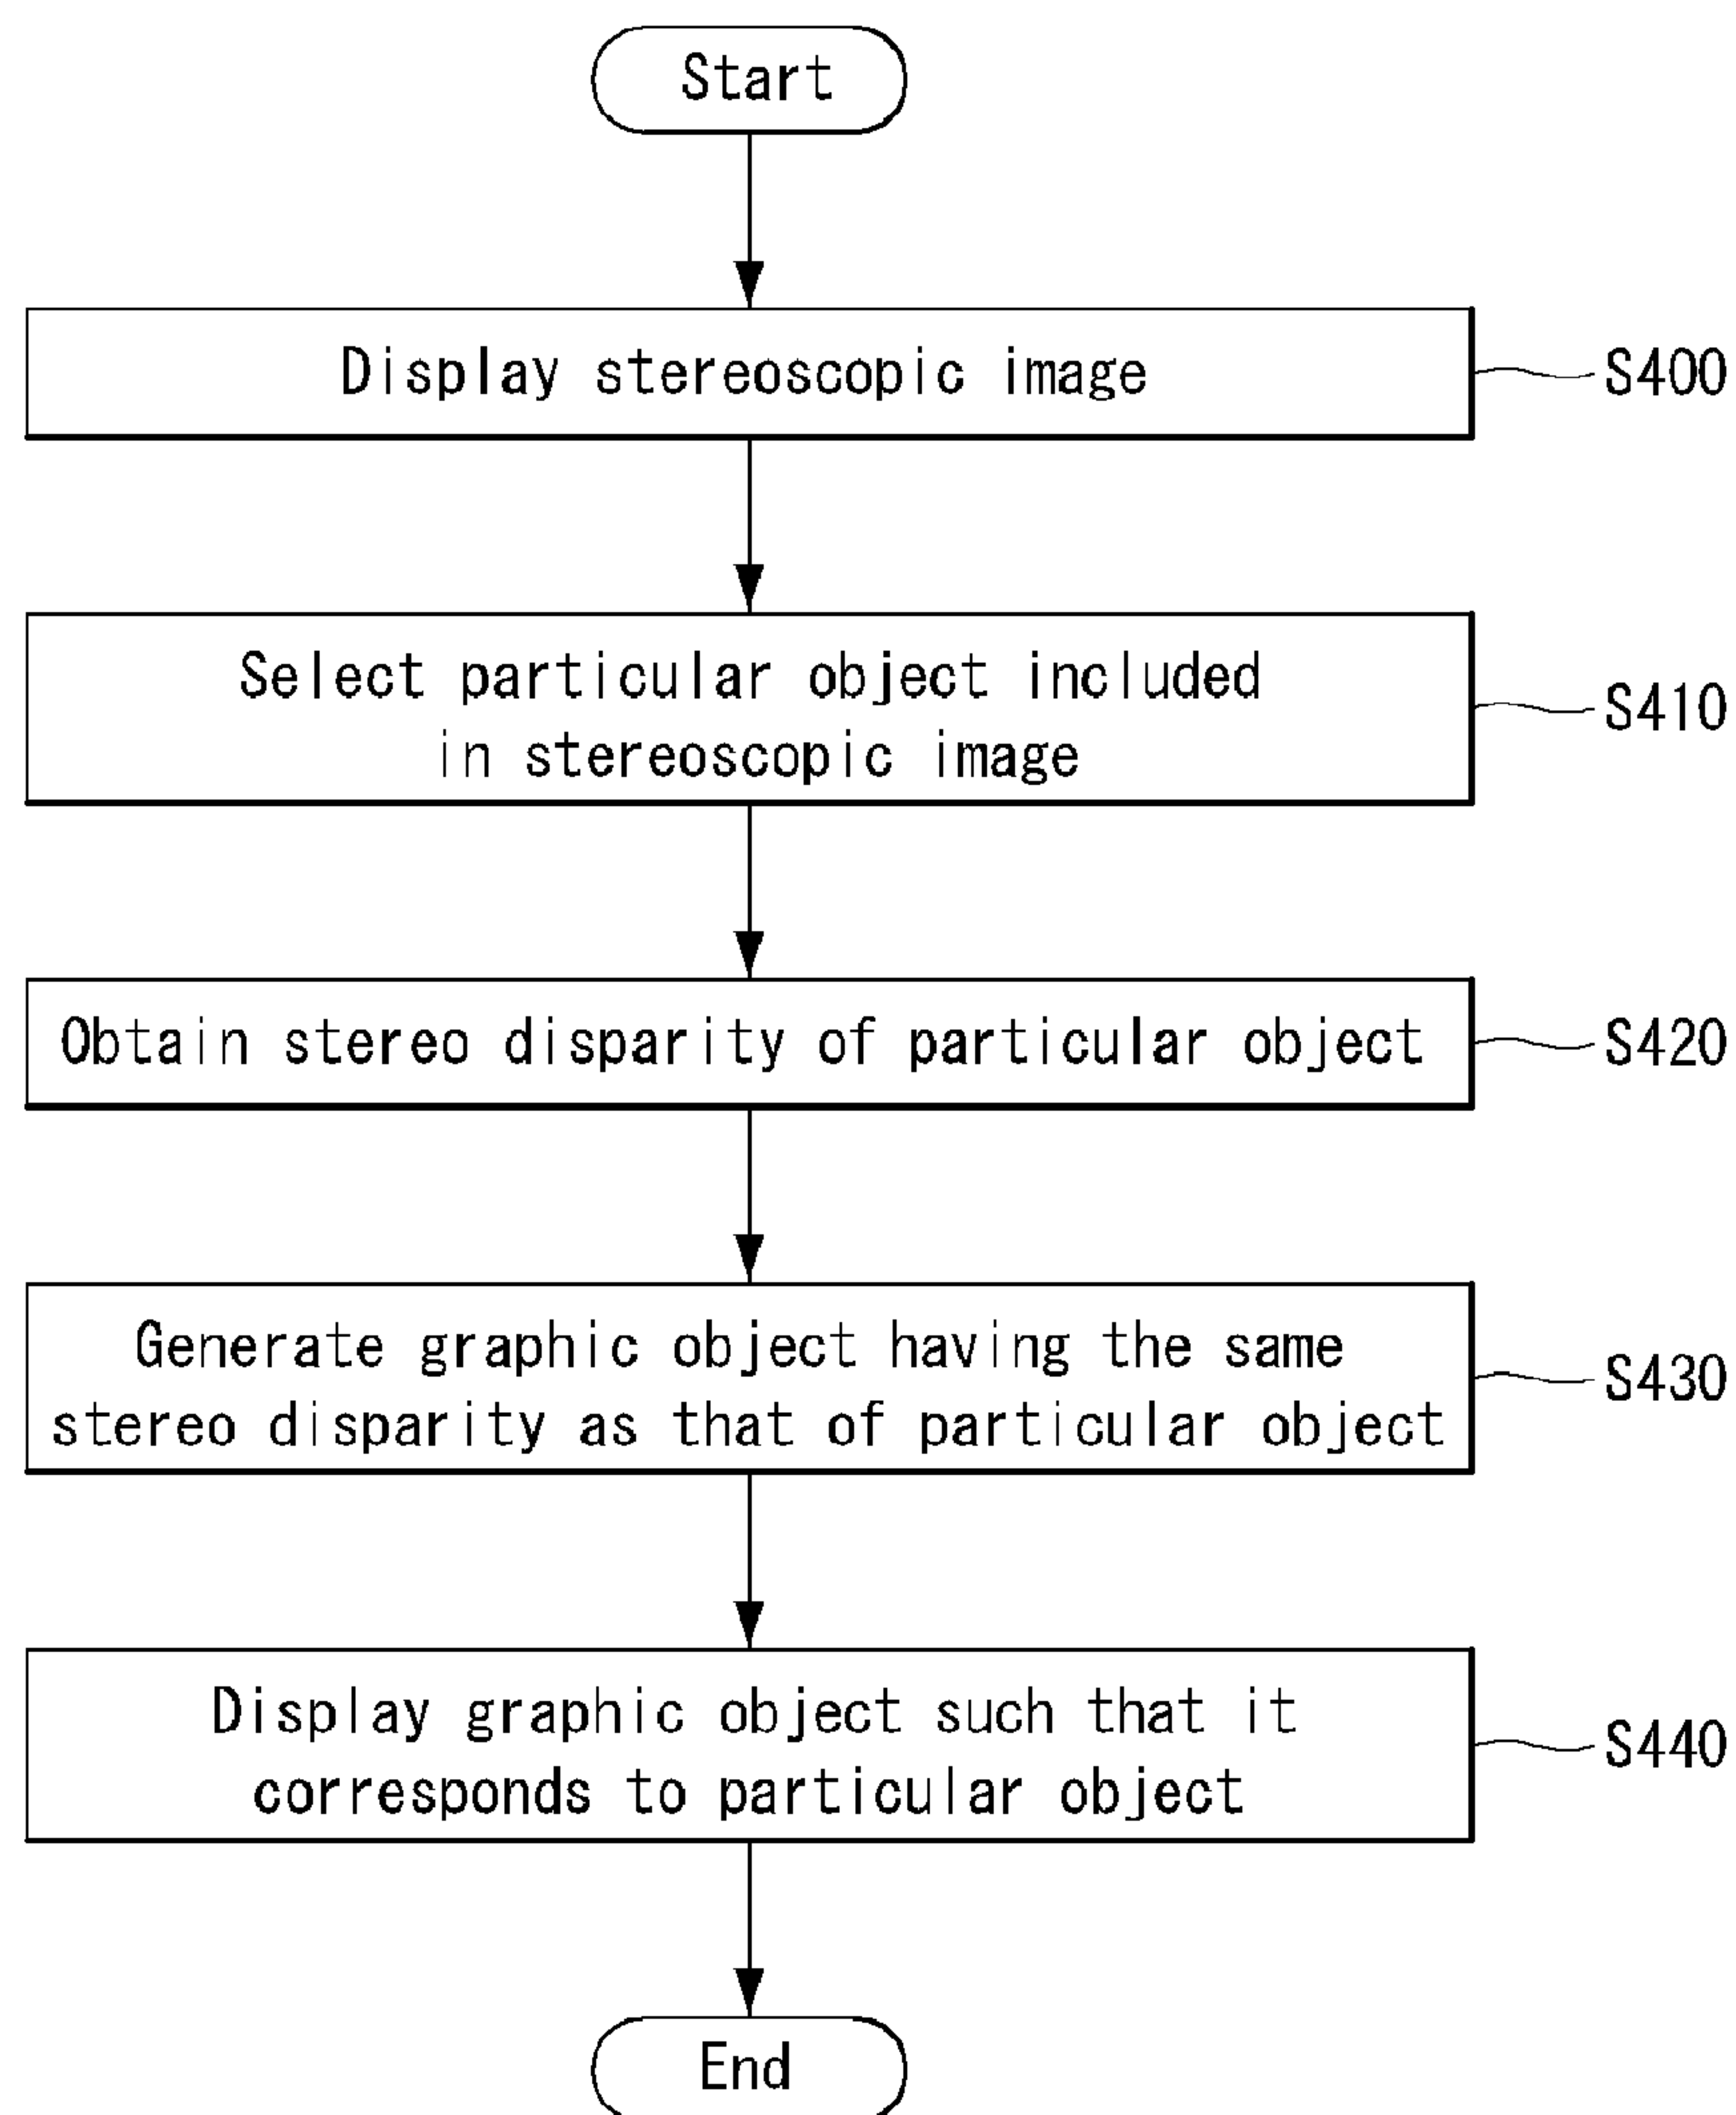 Start
Display stereoscopic image
S400
Select particular object included
in stereoscopic image
S410
Obtain stereo disparity of particular object
S420
Generate graphic object having the same
stereo disparity as that of particular object
S430
Display graphic object such that it
corresponds to particular object
S440
End